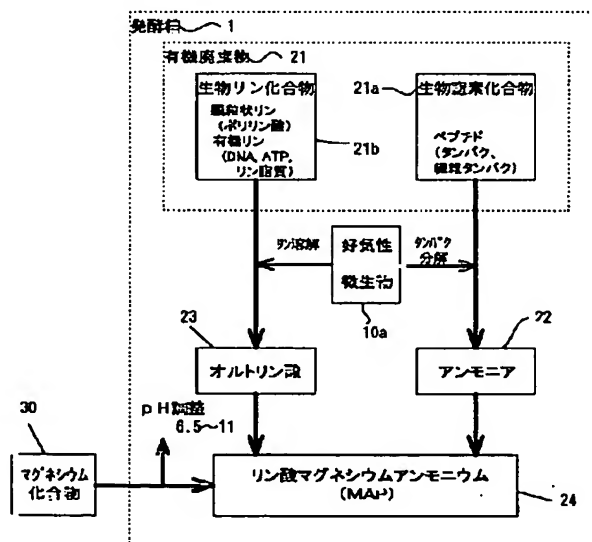 発酵槽 1
有機廃棄物 21
生物リン化合物
顆粒状リン
(ポリリン酸)
有機リン
(DNA, ATP,
リン脂質)
21b
21a
生物窒素化合物
ペプチド
(タンパク、
繊維タンパク)
リン溶解
好気性
微生物
タンパク
分解
10a
23
オルトリン酸
22
アンモニア
30
マグネシウム
化合物
pH調整
6.5~11
リン酸マグネシウムアンモニウム
(MAP)
24